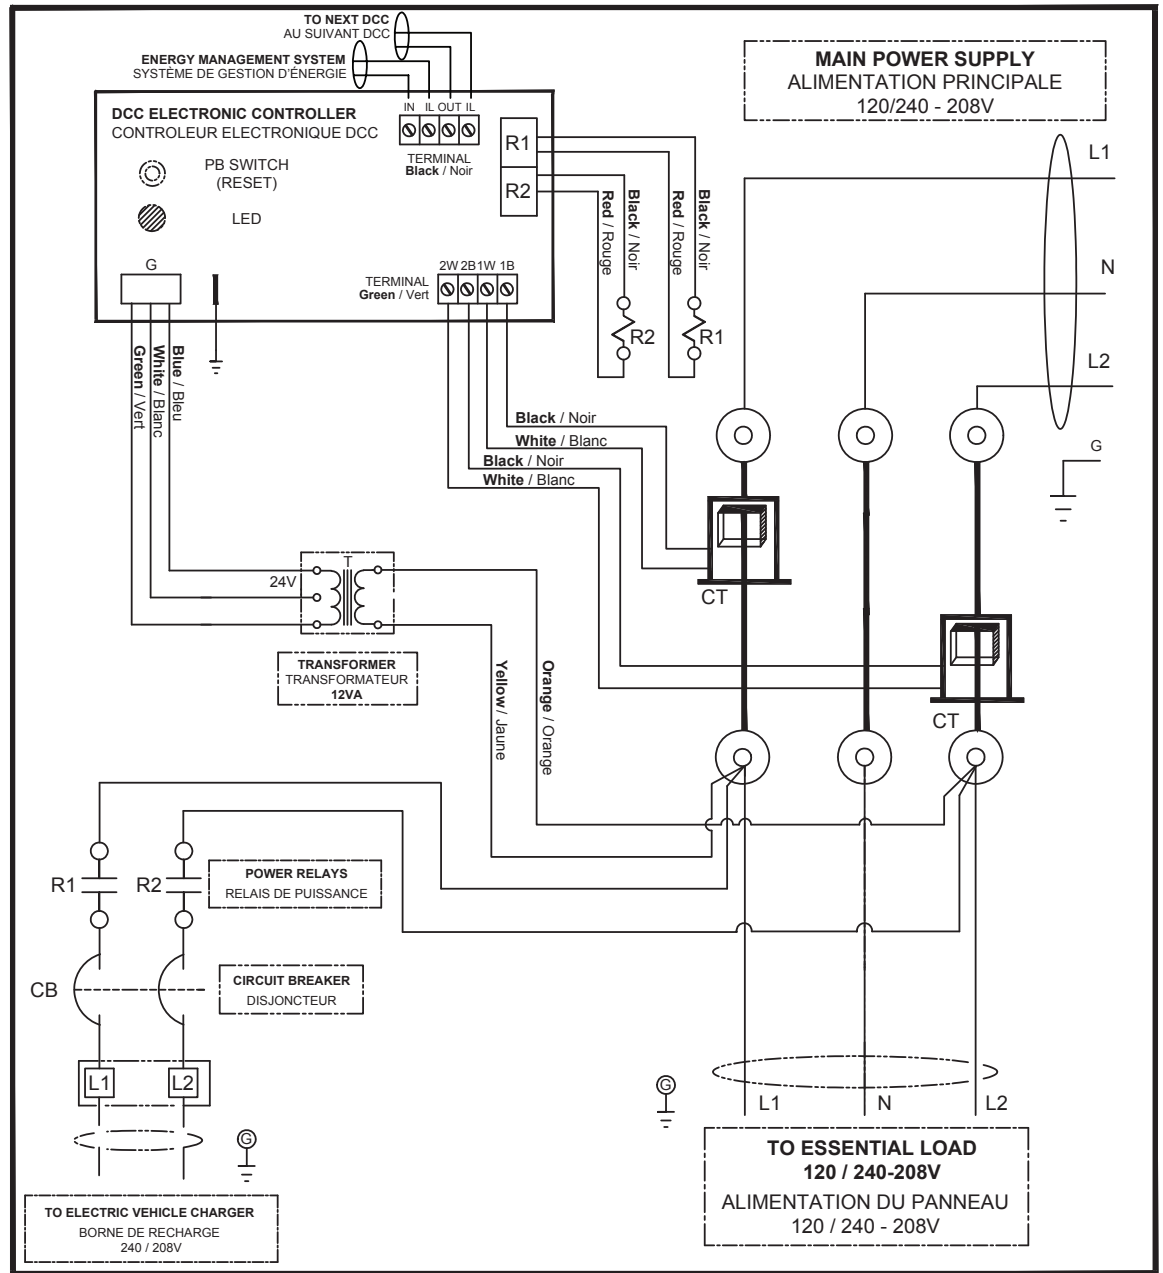 TO NEXT DCC
AU SUIVANT DCC
ENERGY MANAGEMENT SYSTEM
SYSTÈME DE GESTION D'ÉNERGIE
MAIN POWER SUPPLY
ALIMENTATION PRINCIPALE
120/240 - 208V
DCC ELECTRONIC CONTROLLER
CONTROLEUR ELECTRONIQUE DCC
IN IL OUT IL
TERMINAL
Black / Noir
PB SWITCH
(RESET)
LED
R1
R2
G
TERMINAL
Green / Vert
2W 2B 1W 1B
Red / Rouge
Black / Noir
Red / Rouge
Black / Noir
R2
R1
L1
N
L2
G
Green / Vert
White / Blanc
Blue / Bleu
Black / Noir
White / Blanc
Black / Noir
White / Blanc
CT
CT
24V
T
TRANSFORMER
TRANSFORMATEUR
12VA
Yellow / Jaune
Orange / Orange
R1
R2
POWER RELAYS
RELAIS DE PUISSANCE
CB
CIRCUIT BREAKER
DISJONCTEUR
L1
L2
G
TO ELECTRIC VEHICLE CHARGER
BORNE DE RECHARGE
240 / 208V
G
L1
N
L2
TO ESSENTIAL LOAD
120 / 240-208V
ALIMENTATION DU PANNEAU
120 / 240 - 208V